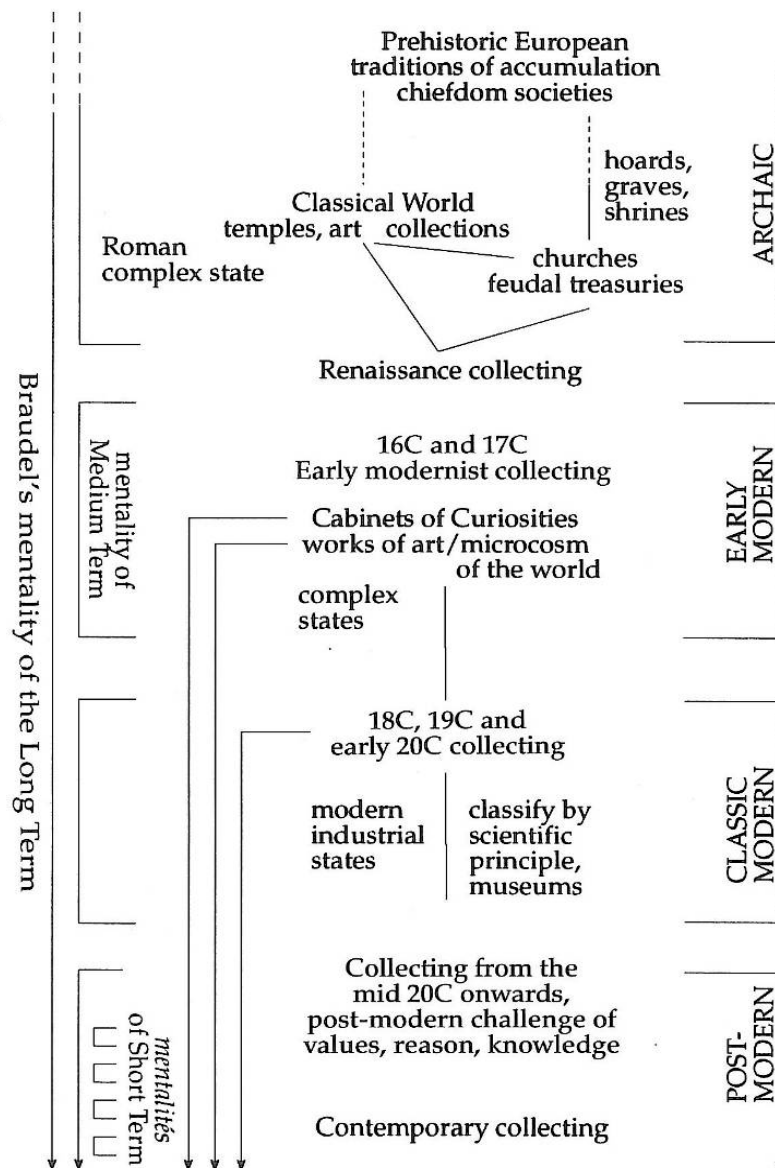 Prehistoric European
traditions of accumulation
chiefdom societies
hoards,
graves,
shrines
ARCHAIC
Classical World
temples, art collections
Roman
complex state
churches
feudal treasuries
Renaissance collecting
Braudel's mentality of the Long Term
mentality of
Medium Term
16C and 17C
Early modernist collecting
EARLY
MODERN
Cabinets of Curiosities
works of art/microcosm
of the world
complex
states
18C, 19C and
early 20C collecting
modern
industrial
states
classify by
scientific
principle,
museums
CLASSIC
MODERN
Collecting from the
mid 20C onwards,
post-modern challenge of
values, reason, knowledge
POST-
MODERN
mentalités
of Short Term
Contemporary collecting